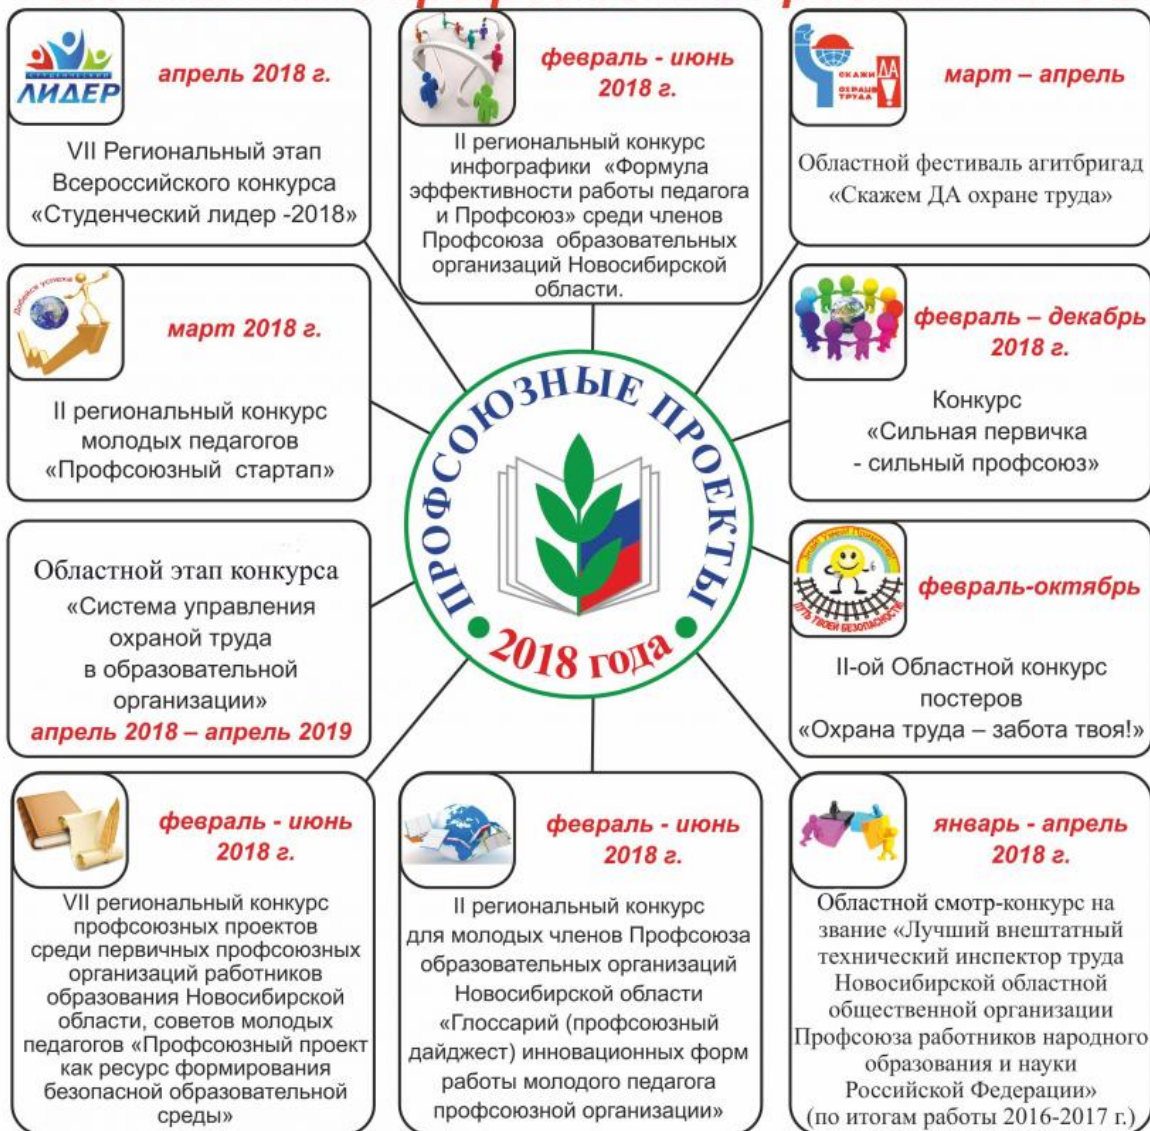 СТУДЕНЧЕСКИЙ
ЛИДЕР
апрель 2018 г.
VII Региональный этап
Всероссийского конкурса
«Студенческий лидер -2018»
февраль - июнь
2018 г.
II региональный конкурс
инфографики «Формула
эффективности работы педагога
и Профсоюз» среди членов
Профсоюза образовательных
организаций Новосибирской
области.
СКАЖИ ДА!
ОХРАНЕ
ТРУДА
март – апрель
Областной фестиваль агитбригад
«Скажем ДА охране труда»
Добейся успеха
март 2018 г.
II региональный конкурс
молодых педагогов
«Профсоюзный стартап»
февраль – декабрь
2018 г.
Конкурс
«Сильная первичка
- сильный профсоюз»
ПРОФСОЮЗНЫЕ ПРОЕКТЫ
2018 года
Областной этап конкурса
«Система управления
охраной труда
в образовательной
организации»
апрель 2018 – апрель 2019
Знай! Умей! Применяй!
ПУТЬ ТВОЕЙ БЕЗОПАСНОСТИ!
февраль-октябрь
II-ой Областной конкурс
постеров
«Охрана труда – забота твоя!»
февраль - июнь
2018 г.
VII региональный конкурс
профсоюзных проектов
среди первичных профсоюзных
организаций работников
образования Новосибирской
области, советов молодых
педагогов «Профсоюзный проект
как ресурс формирования
безопасной образовательной
среды»
февраль - июнь
2018 г.
II региональный конкурс
для молодых членов Профсоюза
образовательных организаций
Новосибирской области
«Глоссарий (профсоюзный
дайджест) инновационных форм
работы молодого педагога
профсоюзной организации»
январь - апрель
2018 г.
Областной смотр-конкурс на
звание «Лучший внештатный
технический инспектор труда
Новосибирской областной
общественной организации
Профсоюза работников народного
образования и науки
Российской Федерации»
(по итогам работы 2016-2017 г.)